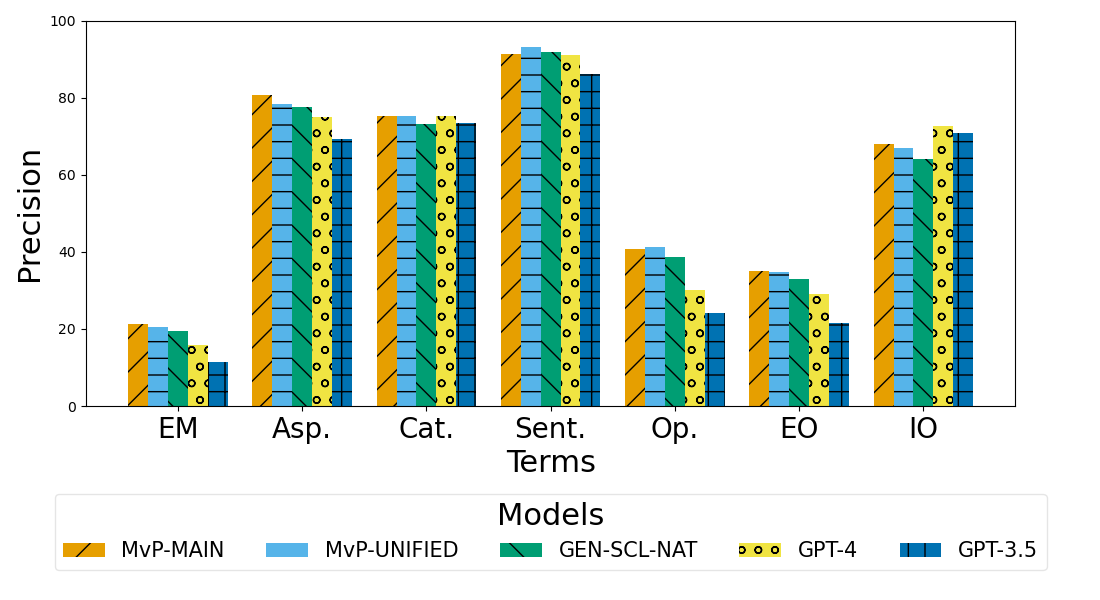 100
80
60
40
20
0
Precision
EM Asp. Cat. Sent. Op. EO IO
Terms
Models
MvP-MAIN MvP-UNIFIED GEN-SCL-NAT GPT-4 GPT-3.5